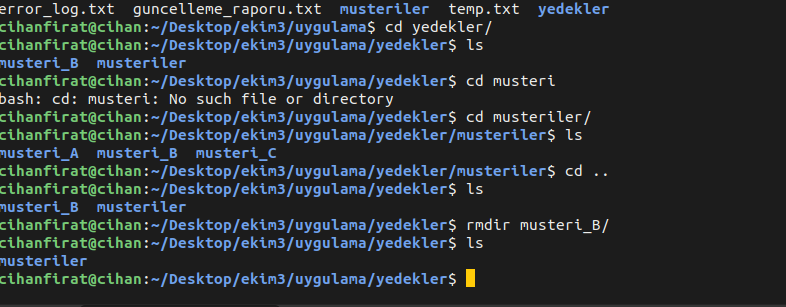 error_log.txt guncelleme_raporu.txt musteriler temp.txt yedekler
cihanfirat@cihan:~/Desktop/ekim3/uygulama$ cd yedekler/
cihanfirat@cihan:~/Desktop/ekim3/uygulama/yedekler$ ls
musteri_B musteriler
cihanfirat@cihan:~/Desktop/ekim3/uygulama/yedekler$ cd musteri
bash: cd: musteri: No such file or directory
cihanfirat@cihan:~/Desktop/ekim3/uygulama/yedekler$ cd musteriler/
cihanfirat@cihan:~/Desktop/ekim3/uygulama/yedekler/musteriler$ ls
musteri_A musteri_B musteri_C
cihanfirat@cihan:~/Desktop/ekim3/uygulama/yedekler/musteriler$ cd ..
cihanfirat@cihan:~/Desktop/ekim3/uygulama/yedekler$ ls
musteri_B musteriler
cihanfirat@cihan:~/Desktop/ekim3/uygulama/yedekler$ rmdir musteri_B/
cihanfirat@cihan:~/Desktop/ekim3/uygulama/yedekler$ ls
musteriler
cihanfirat@cihan:~/Desktop/ekim3/uygulama/yedekler$